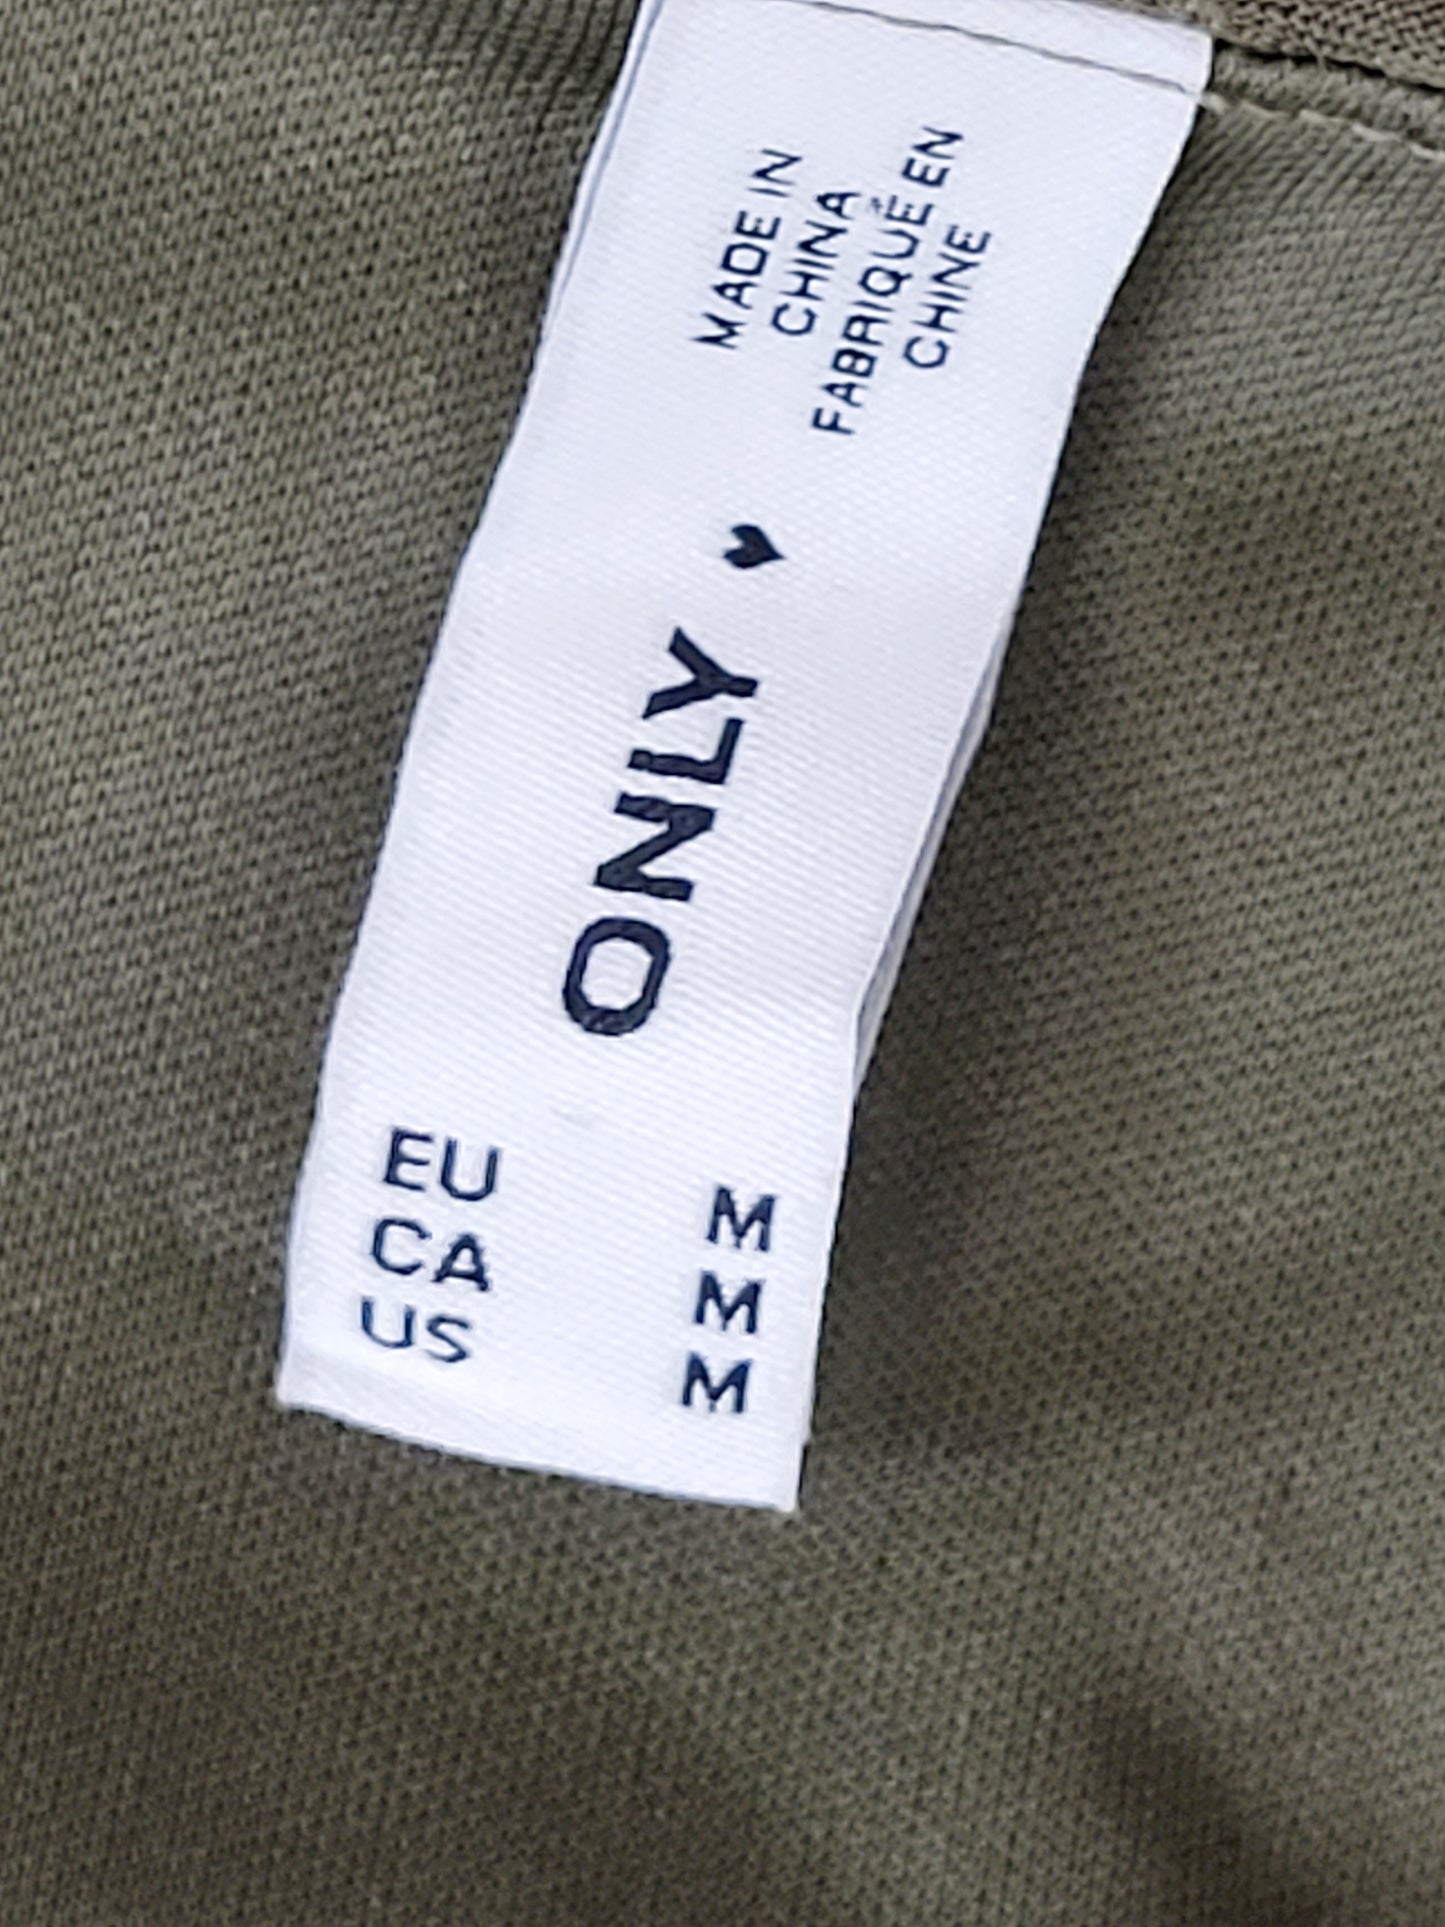 MADE IN
CHINA
FABRIQUÉ EN
CHINE
ONLY
EU M
CA M
US M